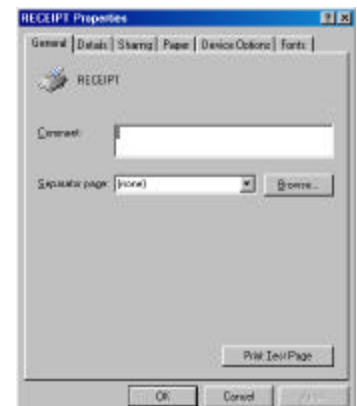 RECEIPT Properties
General Details Sharing Paper Device Options Fonts
RECEIPT
Comment:
Separator page: (none) Browse...
Print Test Page
OK Cancel Apply